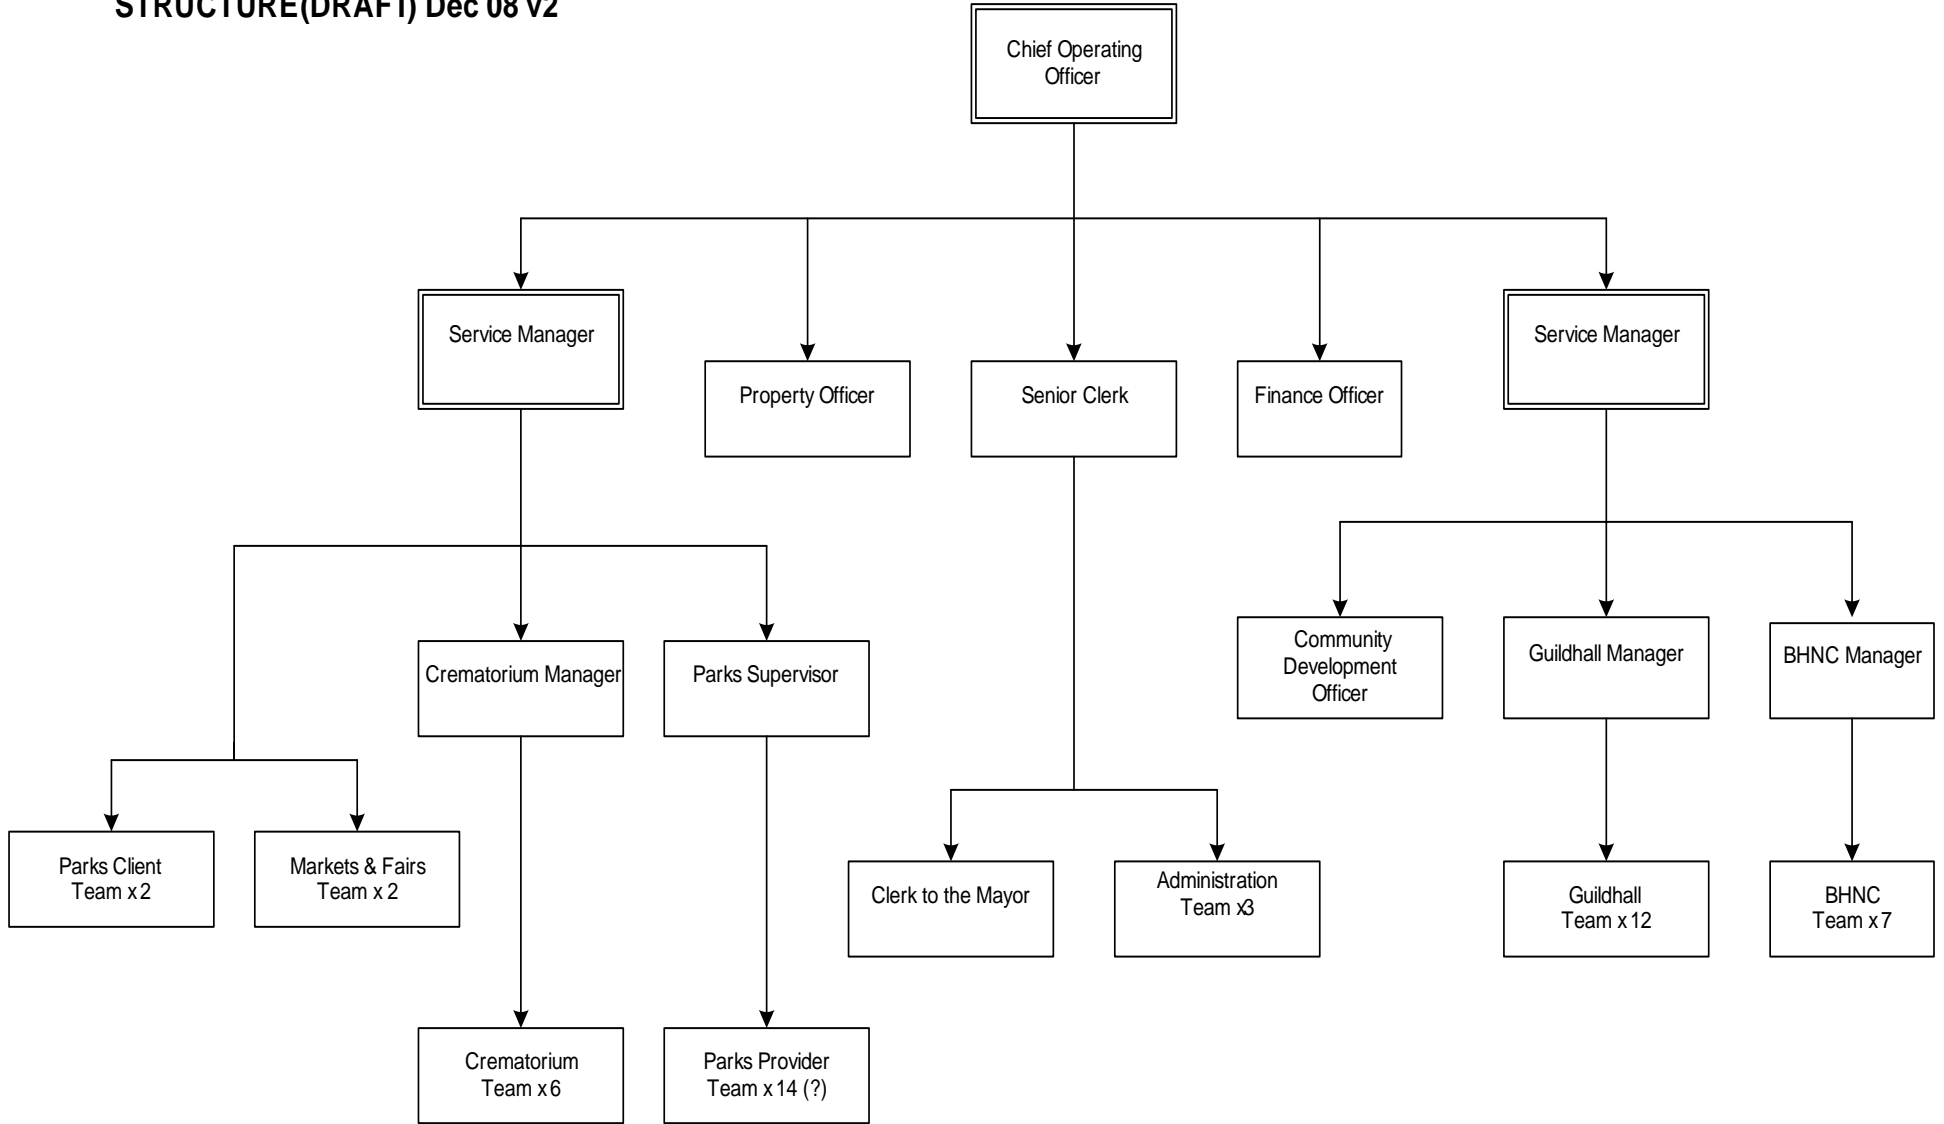 STRUCTURE(DRAFT) Dec 08 v2
Chief Operating
Officer
Service Manager
Property Officer
Senior Clerk
Finance Officer
Service Manager
Crematorium Manager
Parks Supervisor
Community
Development
Officer
Guildhall Manager
BHNC Manager
Parks Client
Team x 2
Markets & Fairs
Team x 2
Clerk to the Mayor
Administration
Team x3
Guildhall
Team x 12
BHNC
Team x 7
Crematorium
Team x 6
Parks Provider
Team x 14 (?)